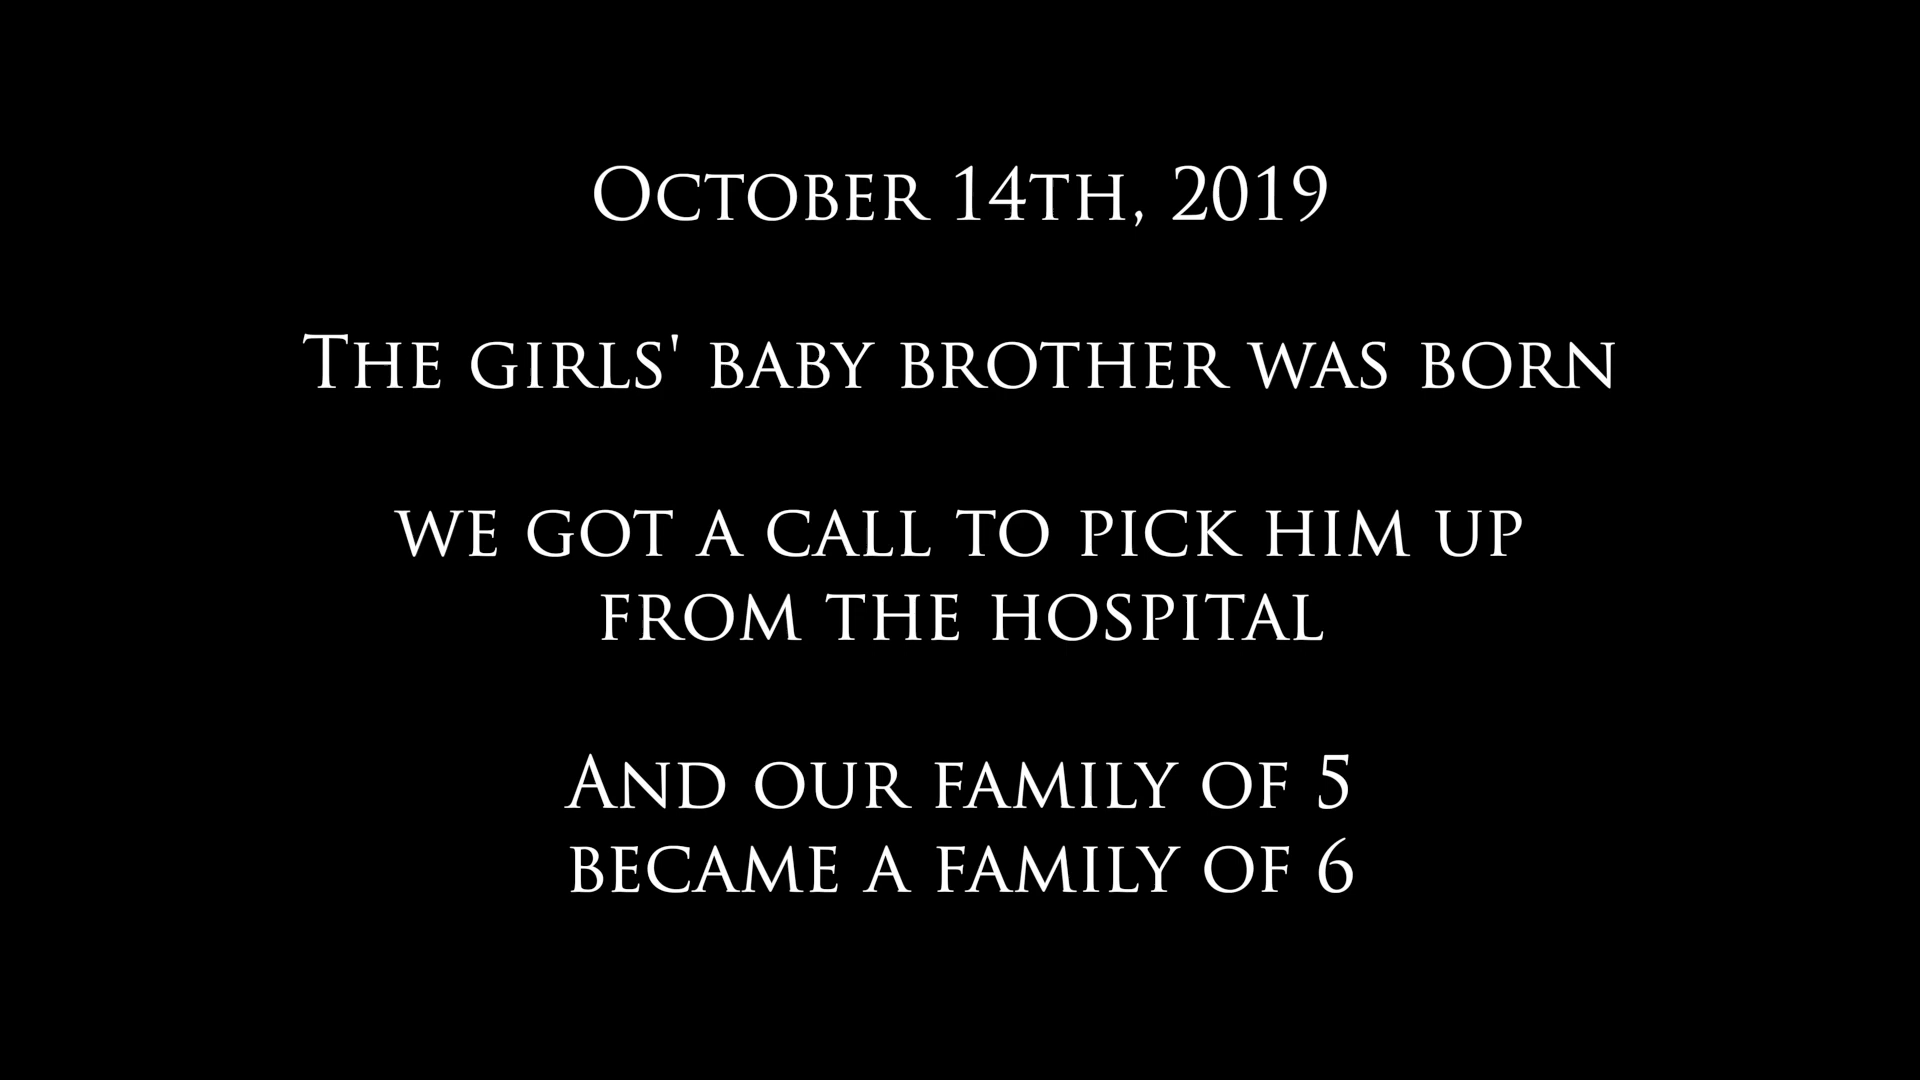 October 14th, 2019
The girls' baby brother was born
we got a call to pick him up
from the hospital
And our family of 5
became a family of 6